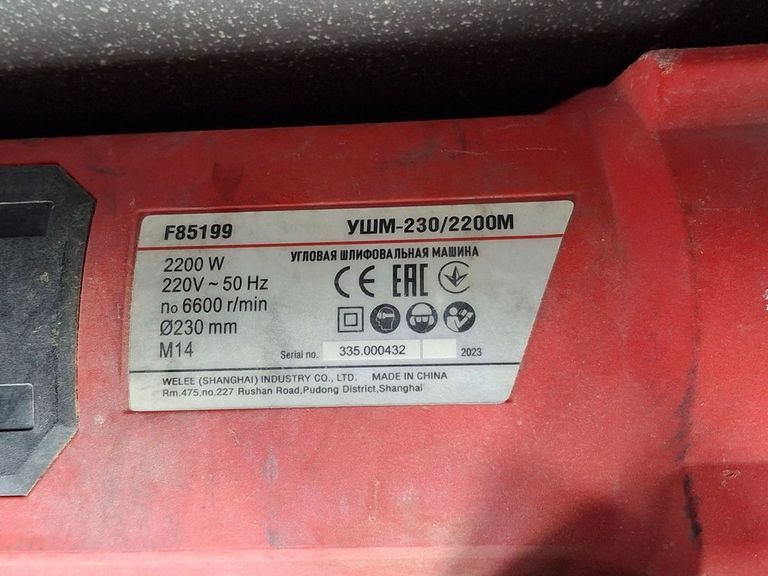 F85199 УШМ-230/2200М
УГЛОВАЯ ШЛИФОВАЛЬНАЯ МАШИНА
2200 W
220V ~ 50 Hz
no 6600 r/min
Ø230 mm
M14
CE EAC
Serial no. 335.000432 2023
WELEE (SHANGHAI) INDUSTRY CO., LTD. MADE IN CHINA
Rm.475,no.227 Rushan Road,Pudong District,Shanghai